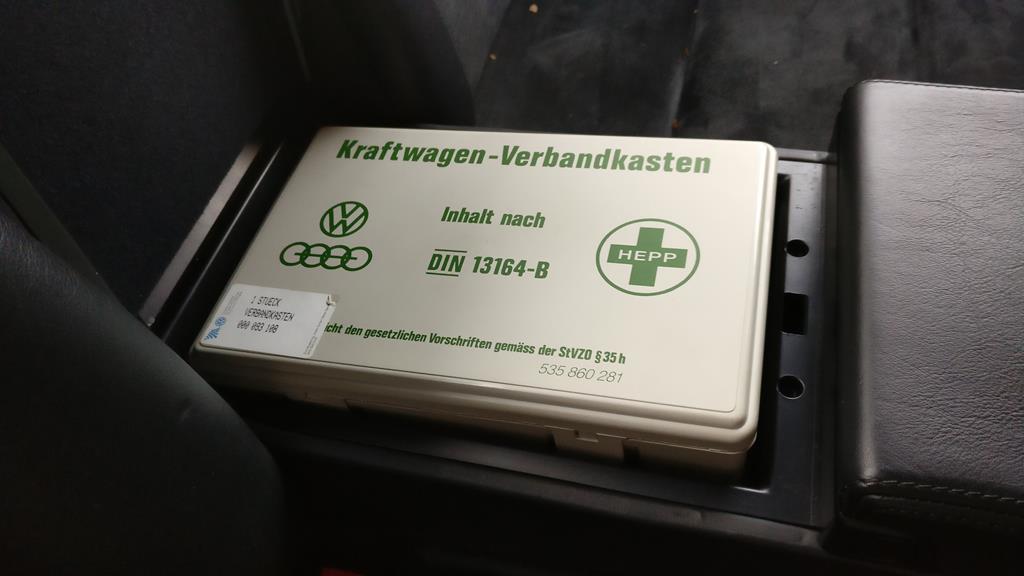 Kraftwagen-Verbandkasten
Inhalt nach
DIN 13164-B
HEPP
1 STUECK
VERBANDKASTEN
000 093 108
icht den gesetzlichen Vorschriften gemäss der StVZO § 35 h
535 860 281